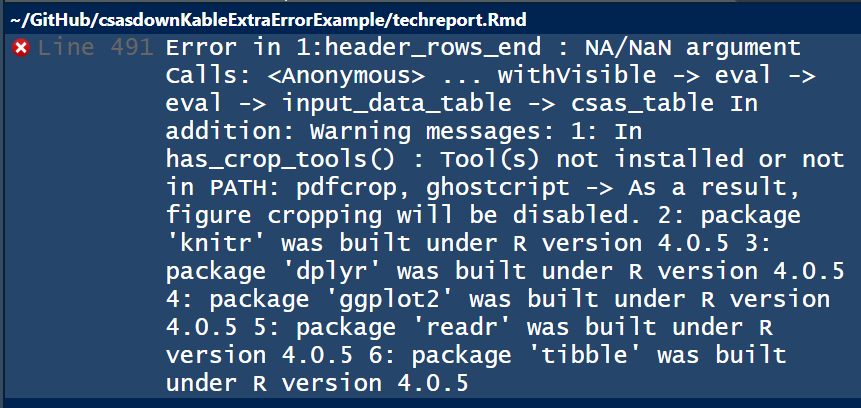 ~/GitHub/csasdownKableExtraErrorExample/techreport.Rmd
Line 491 Error in 1:header_rows_end : NA/NaN argument
Calls: <Anonymous> ... withVisible -> eval ->
eval -> input_data_table -> csas_table In
addition: Warning messages: 1: In
has_crop_tools() : Tool(s) not installed or not
in PATH: pdfcrop, ghostcript -> As a result,
figure cropping will be disabled. 2: package
'knitr' was built under R version 4.0.5 3:
package 'dplyr' was built under R version 4.0.5
4: package 'ggplot2' was built under R version
4.0.5 5: package 'readr' was built under R
version 4.0.5 6: package 'tibble' was built
under R version 4.0.5